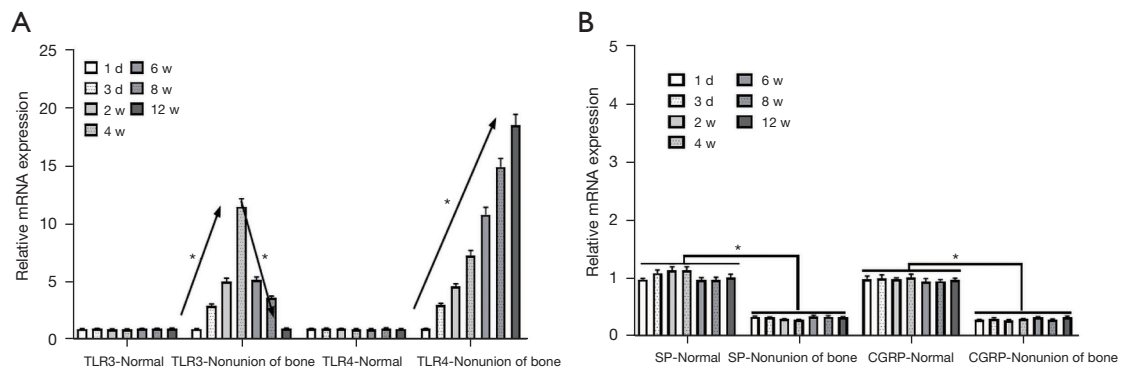 A
Relative mRNA expression
25
20
15
10
5
0
1 d
3 d
2 w
4 w
6 w
8 w
12 w
*
*
*
TLR3-Normal
TLR3-Nonunion of bone
TLR4-Normal
TLR4-Nonunion of bone
B
Relative mRNA expression
5
4
3
2
1
0
1 d
3 d
2 w
4 w
6 w
8 w
12 w
*
*
SP-Normal
SP-Nonunion of bone
CGRP-Normal
CGRP-Nonunion of bone